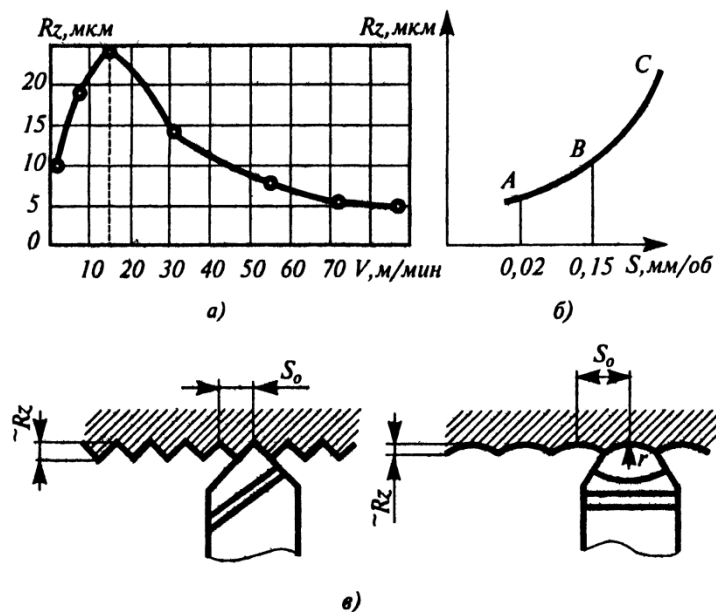 Rz, мкм
20
15
10
5
0
10 20 30 40 50 60 70 V, м/мин
а)
Rz, мкм
A
B
C
0,02 0,15 S, мм/об
б)
S₀
~Rz
S₀
~Rz
r
в)